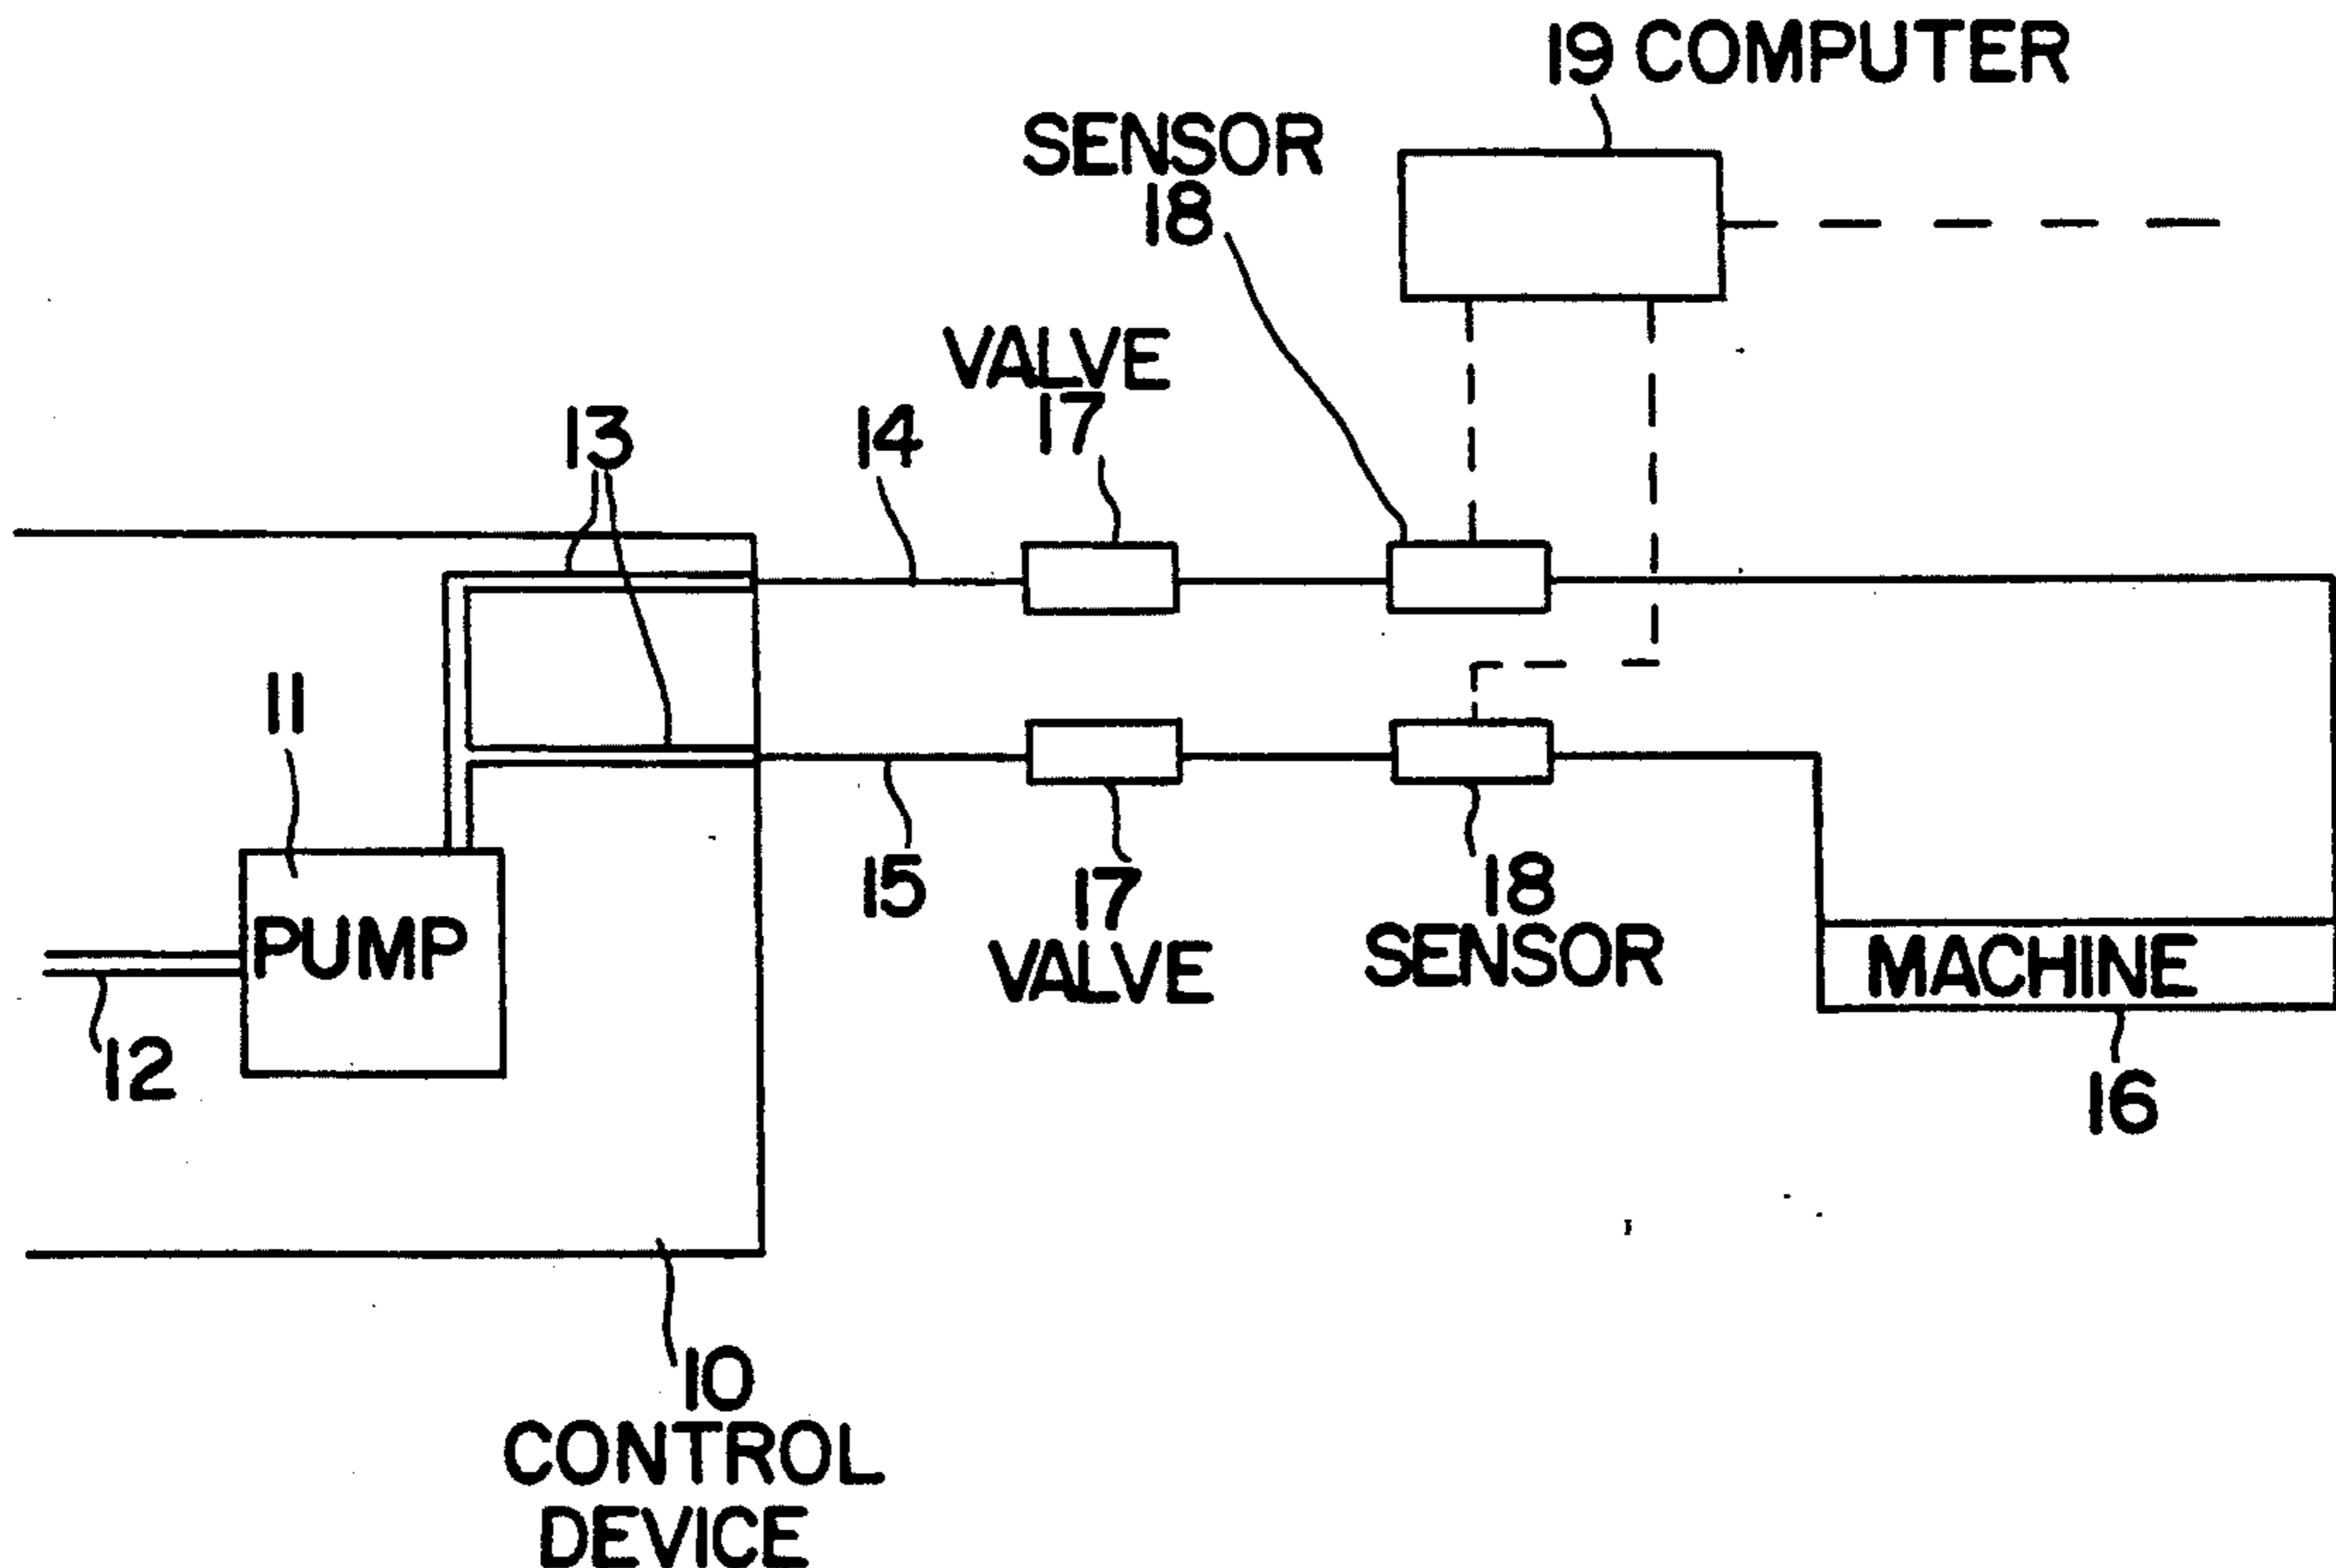 19 COMPUTER
SENSOR
18
VALVE
17
13
14
11
PUMP
12
15
17
VALVE
18
SENSOR
MACHINE
16
10
CONTROL
DEVICE